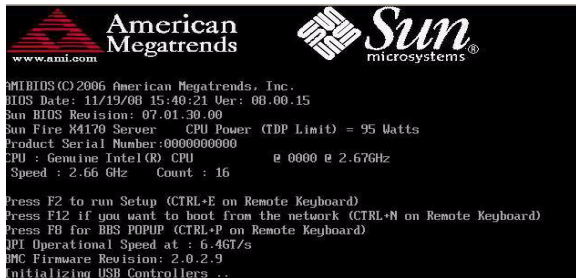 American
Megatrends
www.ami.com
Sun
microsystems®
AMIBIOS(C)2006 American Megatrends, Inc.
BIOS Date: 11/19/08 15:40:21 Ver: 08.00.15
Sun BIOS Revision: 07.01.30.00
Sun Fire X4170 Server CPU Power (TDP Limit) = 95 Watts
Product Serial Number:0000000000
CPU : Genuine Intel(R) CPU @ 0000 @ 2.67GHz
Speed : 2.66 GHz Count : 16
Press F2 to run Setup (CTRL+E on Remote Keyboard)
Press F12 if you want to boot from the network (CTRL+N on Remote Keyboard)
Press F8 for BBS POPUP (CTRL+P on Remote Keyboard)
QPI Operational Speed at : 6.4GT/s
BMC Firmware Revision: 2.0.2.9
Initializing USB Controllers ..